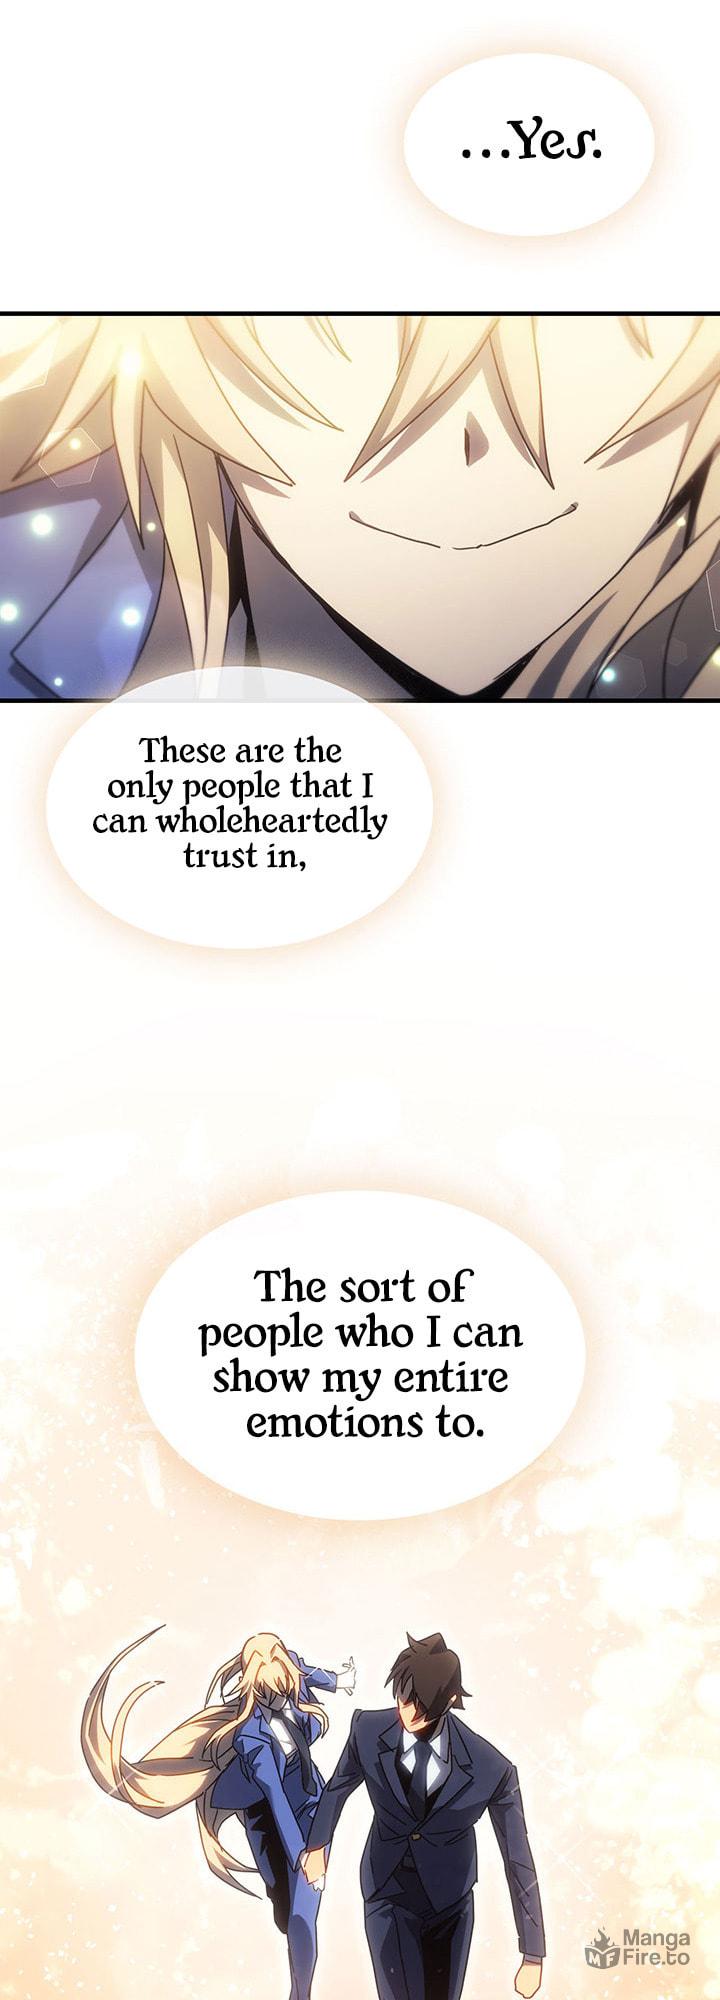 ...Yes.
These are the
only people that I
can wholeheartedly
trust in,
The sort of
people who I can
show my entire
emotions to.
MF
Manga
Fire.to